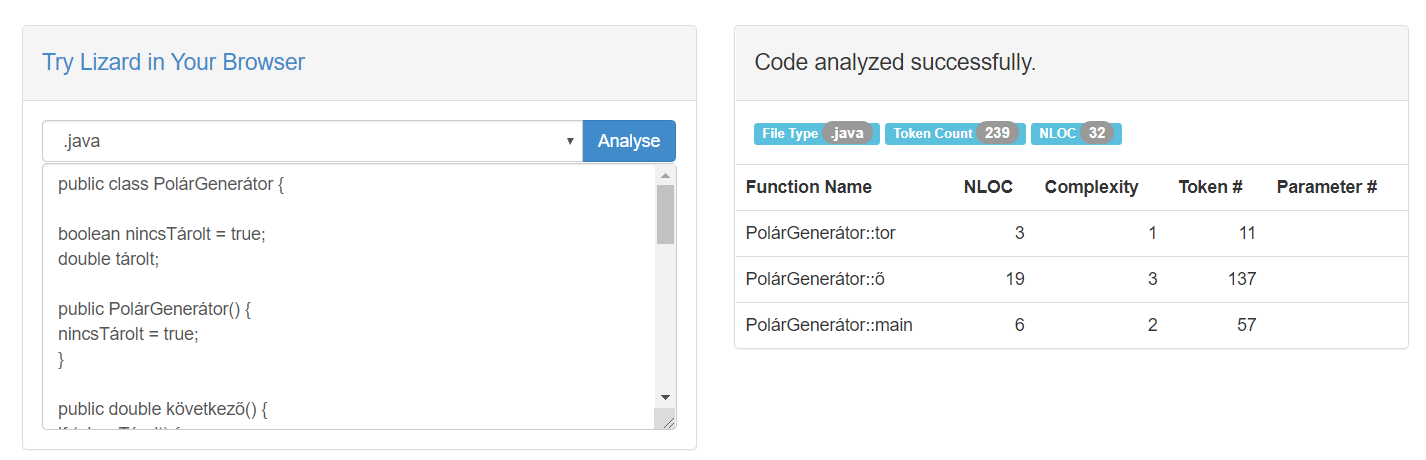 Try Lizard in Your Browser
.java
Analyse
public class PolárGenerátor {
boolean nincsTárolt = true;
double tárolt;
public PolárGenerátor() {
nincsTárolt = true;
}
public double következő() {
Code analyzed successfully.
File Type .java Token Count 239 NLOC 32
Function Name NLOC Complexity Token # Parameter #
PolárGenerátor::tor 3 1 11
PolárGenerátor::ő 19 3 137
PolárGenerátor::main 6 2 57